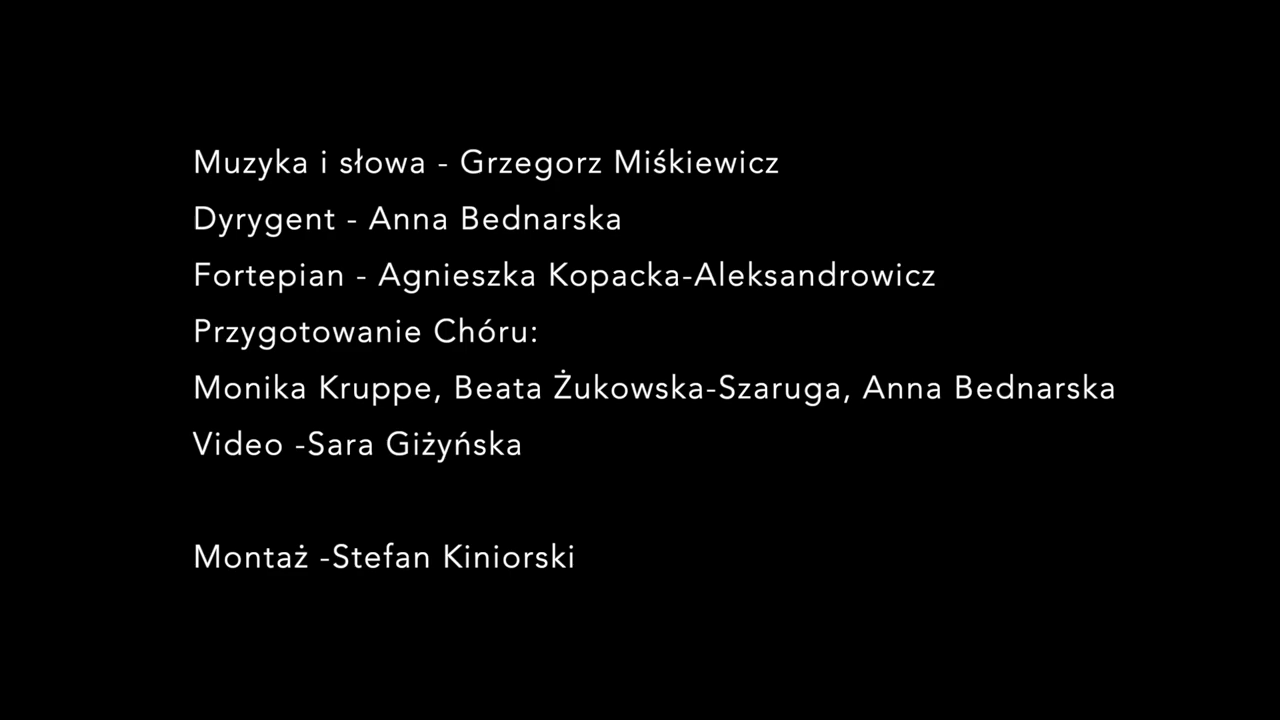 Muzyka i słowa - Grzegorz Miśkiewicz
Dyrygent - Anna Bednarska
Fortepian - Agnieszka Kopacka-Aleksandrowicz
Przygotowanie Chóru:
Monika Kruppe, Beata Żukowska-Szaruga, Anna Bednarska
Video -Sara Giżyńska
Montaż -Stefan Kiniorski